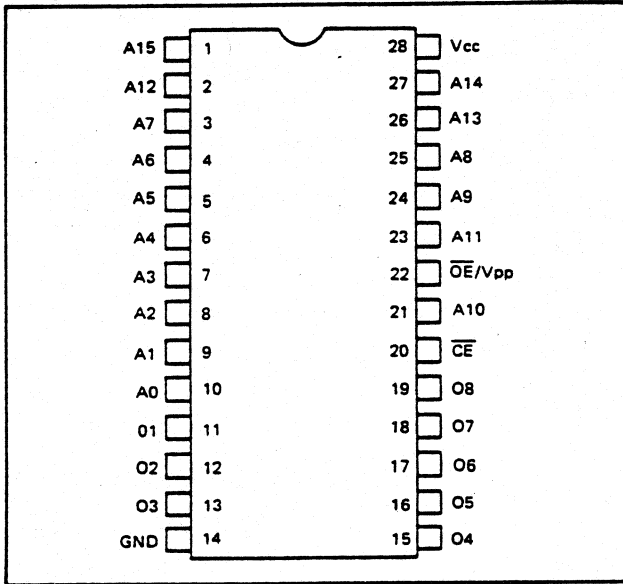 A15 1 28 Vcc
A12 2 27 A14
A7 3 26 A13
A6 4 25 A8
A5 5 24 A9
A4 6 23 A11
A3 7 22 O̅E̅/Vpp
A2 8 21 A10
A1 9 20 C̅E̅
A0 10 19 O8
01 11 18 O7
O2 12 17 O6
O3 13 16 O5
GND 14 15 O4